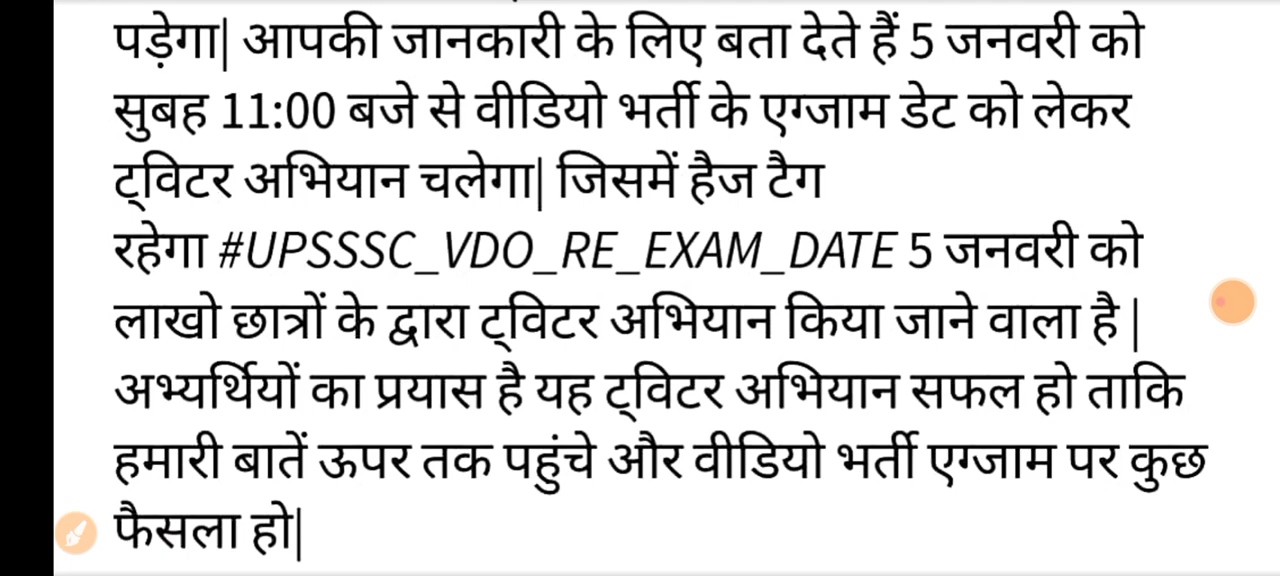 पड़ेगा| आपकी जानकारी के लिए बता देते हैं 5 जनवरी को
सुबह 11:00 बजे से वीडियो भर्ती के एग्जाम डेट को लेकर
ट्विटर अभियान चलेगा| जिसमें हैज टैग
रहेगा #UPSSSC_VDO_RE_EXAM_DATE 5 जनवरी को
लाखो छात्रों के द्वारा ट्विटर अभियान किया जाने वाला है |
अभ्यर्थियों का प्रयास है यह ट्विटर अभियान सफल हो ताकि
हमारी बातें ऊपर तक पहुंचे और वीडियो भर्ती एग्जाम पर कुछ
फैसला हो|